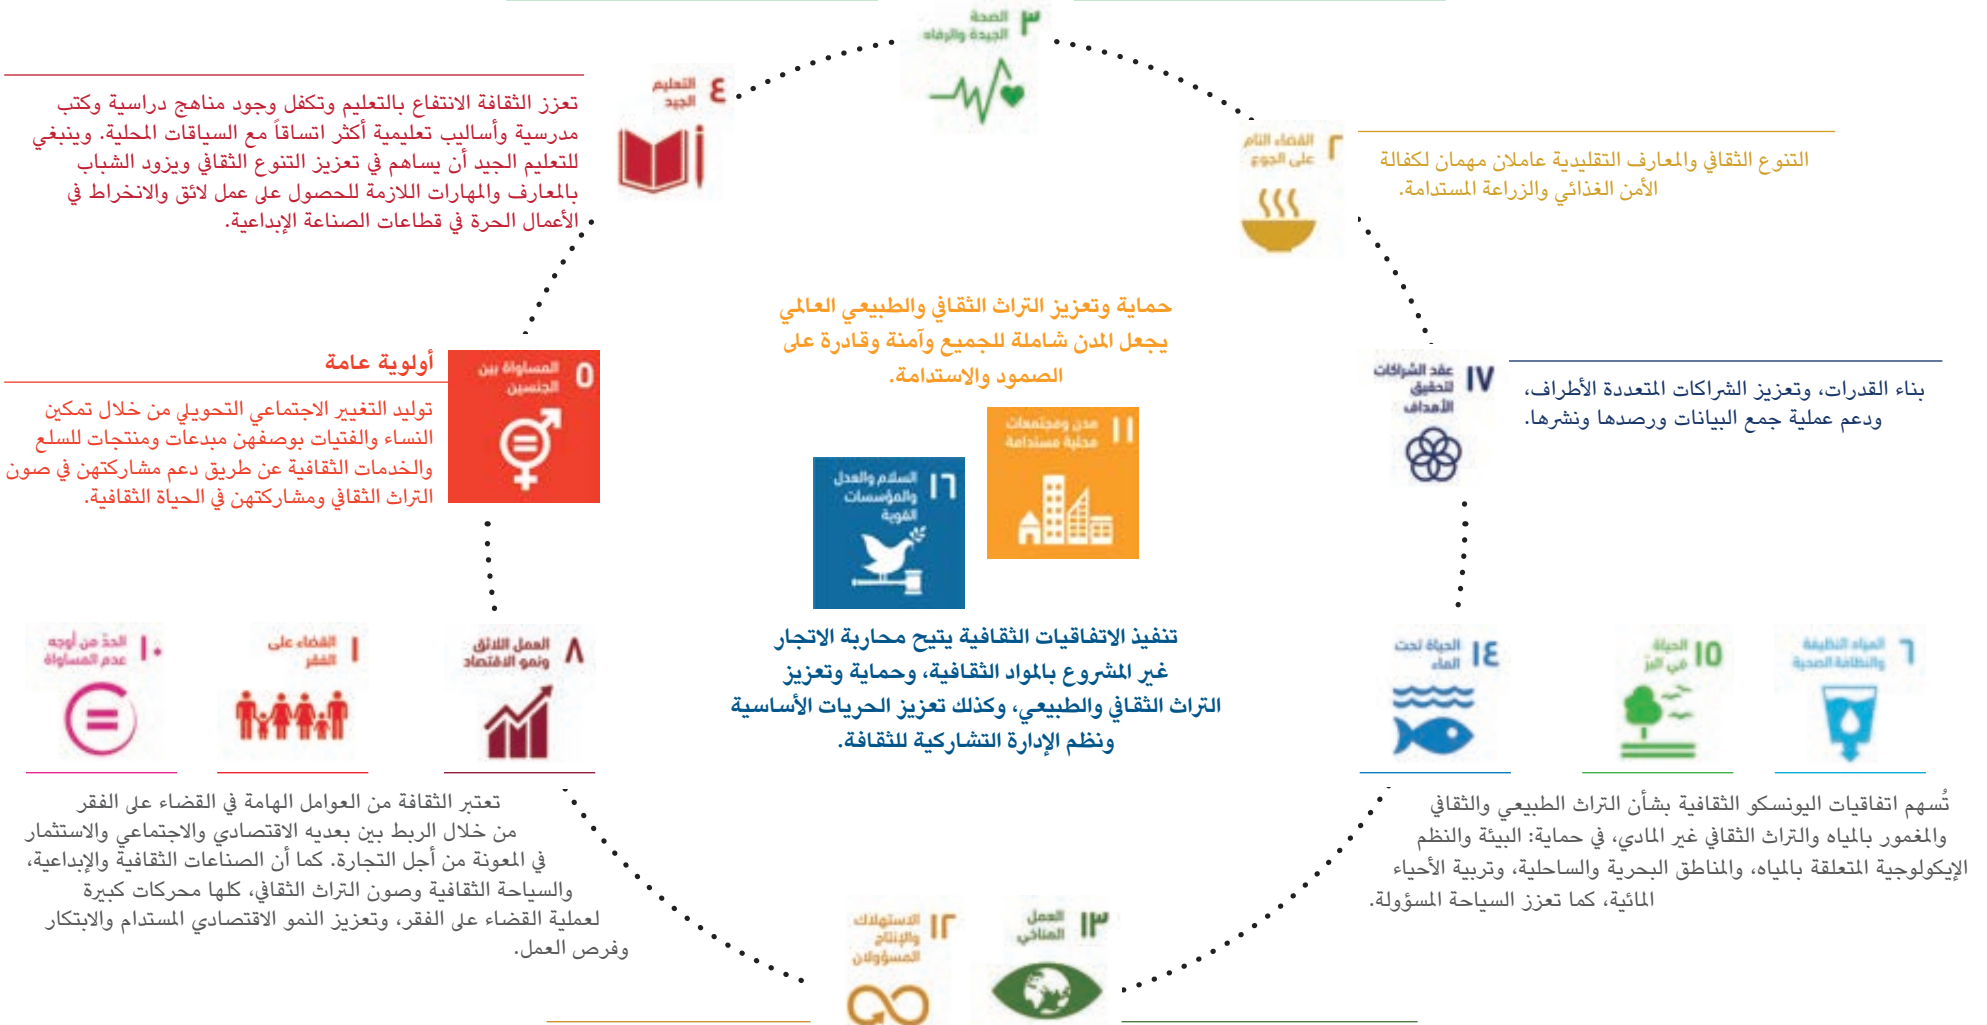 ٣ الصحة
الجيدة والرفاه
٤ التعليم
الجيد
تعزز الثقافة الانتفاع بالتعليم وتكفل وجود مناهج دراسية وكتب
مدرسية وأساليب تعليمية أكثر اتساقاً مع السياقات المحلية. وينبغي
للتعليم الجيد أن يساهم في تعزيز التنوع الثقافي ويزود الشباب
بالمعارف والمهارات اللازمة للحصول على عمل لائق والانخراط في
الأعمال الحرة في قطاعات الصناعة الإبداعية.
٢ القضاء التام
على الجوع
التنوع الثقافي والمعارف التقليدية عاملان مهمان لكفالة
الأمن الغذائي والزراعة المستدامة.
حماية وتعزيز التراث الثقافي والطبيعي العالمي
يجعل المدن شاملة للجميع وآمنة وقادرة على
الصمود والاستدامة.
١١ مدن ومجتمعات
محلية مستدامة
١٦ السلام والعدل
والمؤسسات
القوية
تنفيذ الاتفاقيات الثقافية يتيح محاربة الاتجار
غير المشروع بالمواد الثقافية، وحماية وتعزيز
التراث الثقافي والطبيعي، وكذلك تعزيز الحريات الأساسية
ونظم الإدارة التشاركية للثقافة.
١٧ عقد الشراكات
لتحقيق
الأهداف
بناء القدرات، وتعزيز الشراكات المتعددة الأطراف،
ودعم عملية جمع البيانات ورصدها ونشرها.
أولوية عامة
٥ المساواة بين
الجنسين
توليد التغيير الاجتماعي التحويلي من خلال تمكين
النساء والفتيات بوصفهن مبدعات ومنتجات للسلع
والخدمات الثقافية عن طريق دعم مشاركتهن في صون
التراث الثقافي ومشاركتهن في الحياة الثقافية.
٦ المياه النظيفة
والنظافة الصحية
١٥ الحياة
في البرّ
١٤ الحياة تحت
الماء
تُسهم اتفاقيات اليونسكو الثقافية بشأن التراث الطبيعي والثقافي
والمغمور بالمياه والتراث الثقافي غير المادي، في حماية: البيئة والنظم
الإيكولوجية المتعلقة بالمياه، والمناطق البحرية والساحلية، وتربية الأحياء
المائية، كما تعزز السياحة المسؤولة.
٨ العمل اللائق
ونمو الاقتصاد
١ القضاء على
الفقر
١٠ الحدّ من أوجه
عدم المساواة
تعتبر الثقافة من العوامل الهامة في القضاء على الفقر
من خلال الربط بين بعديه الاقتصادي والاجتماعي والاستثمار
في المعونة من أجل التجارة. كما أن الصناعات الثقافية والإبداعية،
والسياحة الثقافية وصون التراث الثقافي، كلها محركات كبيرة
لعملية القضاء على الفقر، وتعزيز النمو الاقتصادي المستدام والابتكار
وفرص العمل.
١٣ العمل
المناخي
١٢ الاستهلاك
والإنتاج
المسؤولان